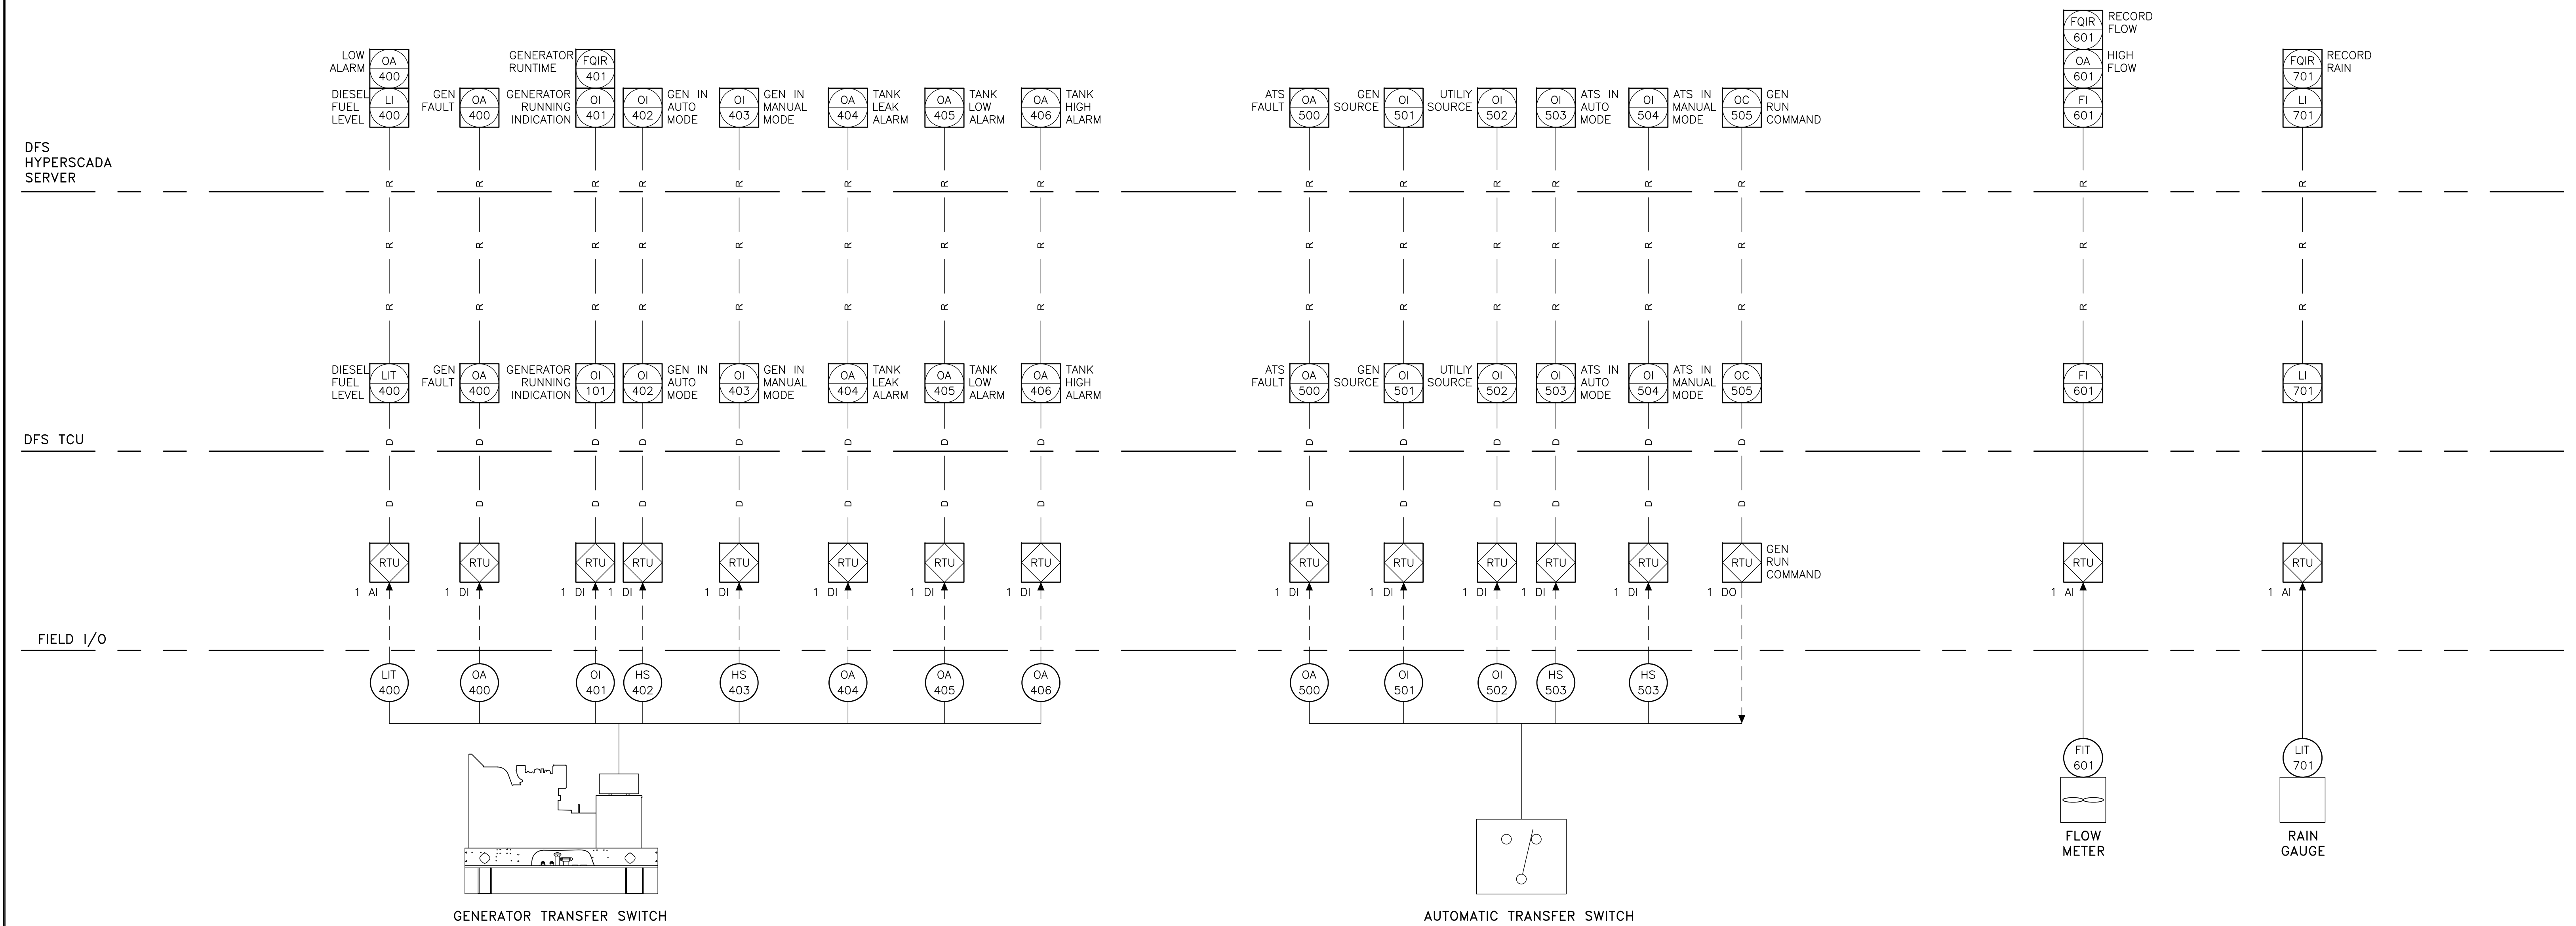 DFS
HYPERSCADA
SERVER
LOW
ALARM
OA
400
DIESEL
FUEL
LEVEL
LI
400
GEN
FAULT
OA
400
GENERATOR
RUNTIME
FQIR
401
GENERATOR
RUNNING
INDICATION
OI
401
OI
402
GEN IN
AUTO
MODE
OI
403
GEN IN
MANUAL
MODE
OA
404
TANK
LEAK
ALARM
OA
405
TANK
LOW
ALARM
OA
406
TANK
HIGH
ALARM
ATS
FAULT
OA
500
GEN
SOURCE
OI
501
UTILIY
SOURCE
OI
502
OI
503
ATS IN
AUTO
MODE
OI
504
ATS IN
MANUAL
MODE
OC
505
GEN
RUN
COMMAND
FQIR
601
RECORD
FLOW
OA
601
HIGH
FLOW
FI
601
FQIR
701
RECORD
RAIN
LI
701
R R R R R R R R R R R R R R R R
R R R R R R R R R R R R R R R R
R R R R R R R R R R R R R R R R
DFS TCU
DIESEL
FUEL
LEVEL
LIT
400
GEN
FAULT
OA
400
GENERATOR
RUNNING
INDICATION
OI
101
OI
402
GEN IN
AUTO
MODE
OI
403
GEN IN
MANUAL
MODE
OA
404
TANK
LEAK
ALARM
OA
405
TANK
LOW
ALARM
OA
406
TANK
HIGH
ALARM
ATS
FAULT
OA
500
GEN
SOURCE
OI
501
UTILIY
SOURCE
OI
502
OI
503
ATS IN
AUTO
MODE
OI
504
ATS IN
MANUAL
MODE
OC
505
GEN
RUN
COMMAND
FI
601
LI
701
D D D D D D D D D D D D D D
D D D D D D D D D D D D D D
FIELD I/O
RTU
1 AI
RTU
1 DI
RTU
1 DI
RTU
1 DI
RTU
1 DI
RTU
1 DI
RTU
1 DI
RTU
1 DI
RTU
1 DI
RTU
1 DI
RTU
1 DI
RTU
1 DI
RTU
1 DI
RTU
1 DO
GEN
RUN
COMMAND
RTU
1 AI
RTU
1 AI
LIT
400
OA
400
OI
401
HS
402
HS
403
OA
404
OA
405
OA
406
OA
500
OI
501
OI
502
HS
503
HS
503
FIT
601
LIT
701
GENERATOR TRANSFER SWITCH
AUTOMATIC TRANSFER SWITCH
FLOW
METER
RAIN
GAUGE